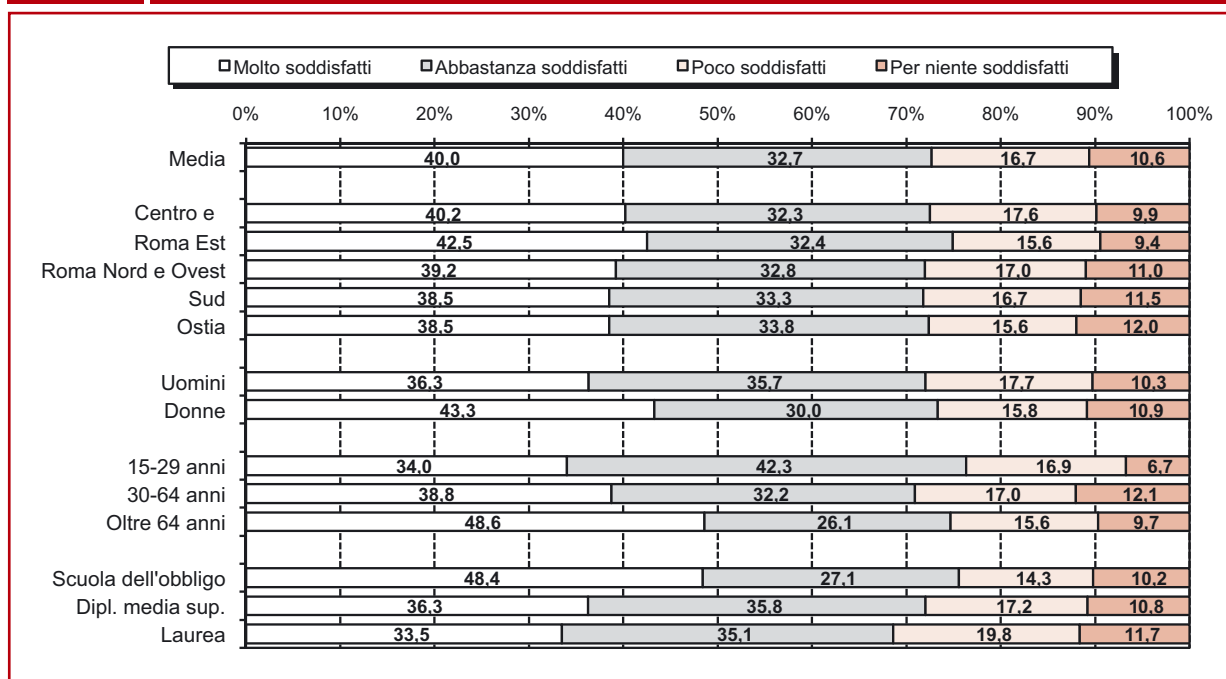 Molto soddisfatti Abbastanza soddisfatti Poco soddisfatti Per niente soddisfatti
0% 10% 20% 30% 40% 50% 60% 70% 80% 90% 100%
Media 40,0 32,7 16,7 10,6
Centro e 40,2 32,3 17,6 9,9
Roma Est 42,5 32,4 15,6 9,4
Roma Nord e Ovest 39,2 32,8 17,0 11,0
Sud 38,5 33,3 16,7 11,5
Ostia 38,5 33,8 15,6 12,0
Uomini 36,3 35,7 17,7 10,3
Donne 43,3 30,0 15,8 10,9
15-29 anni 34,0 42,3 16,9 6,7
30-64 anni 38,8 32,2 17,0 12,1
Oltre 64 anni 48,6 26,1 15,6 9,7
Scuola dell'obbligo 48,4 27,1 14,3 10,2
Dipl. media sup. 36,3 35,8 17,2 10,8
Laurea 33,5 35,1 19,8 11,7